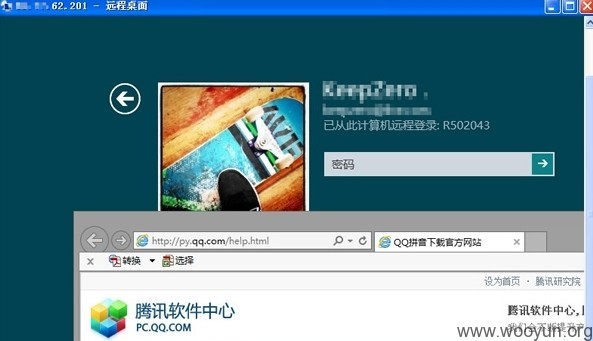 62.201 - 远程桌面
KeepZero .
已从此计算机远程登录: R502043
密码
http://py.qq.com/help.html
QQ拼音下载官方网站
转换
选择
设为首页 · 腾讯研究院
腾讯软件中心
PC.QQ.COM
腾讯软件中心,
www.wooyun.org